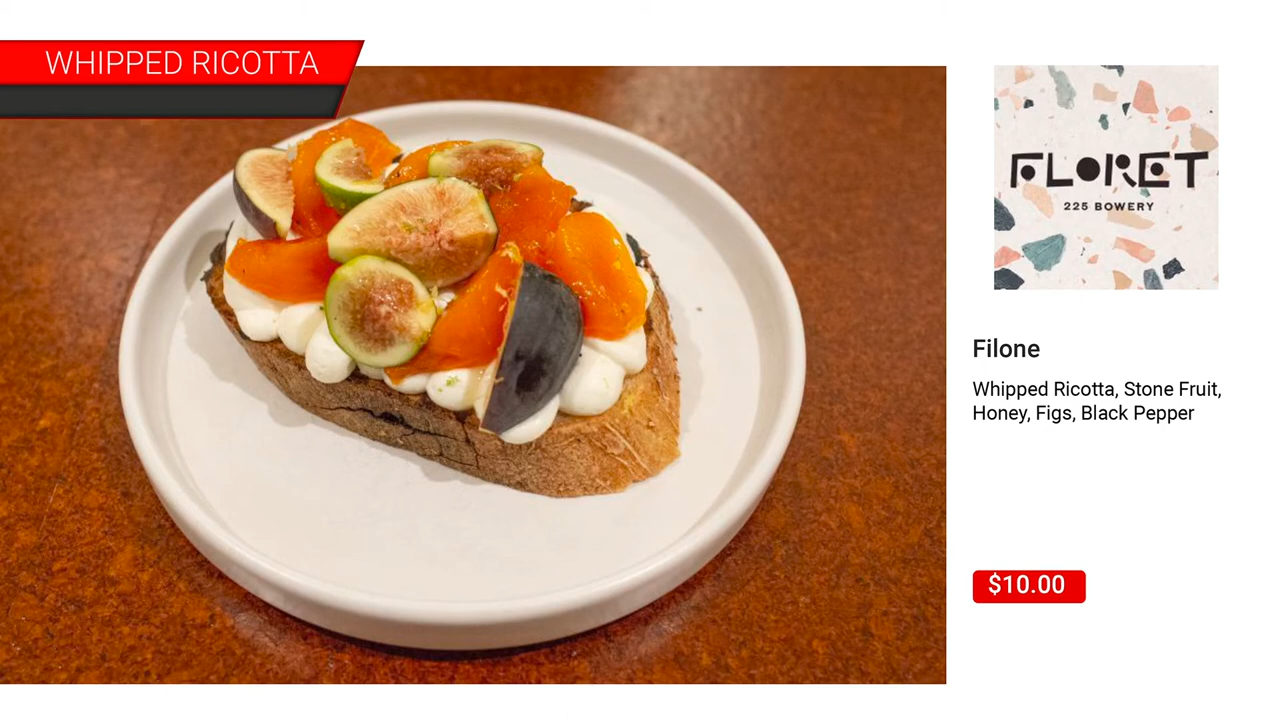 WHIPPED RICOTTA
FLORET
225 BOWERY
Filone
Whipped Ricotta, Stone Fruit,
Honey, Figs, Black Pepper
$10.00